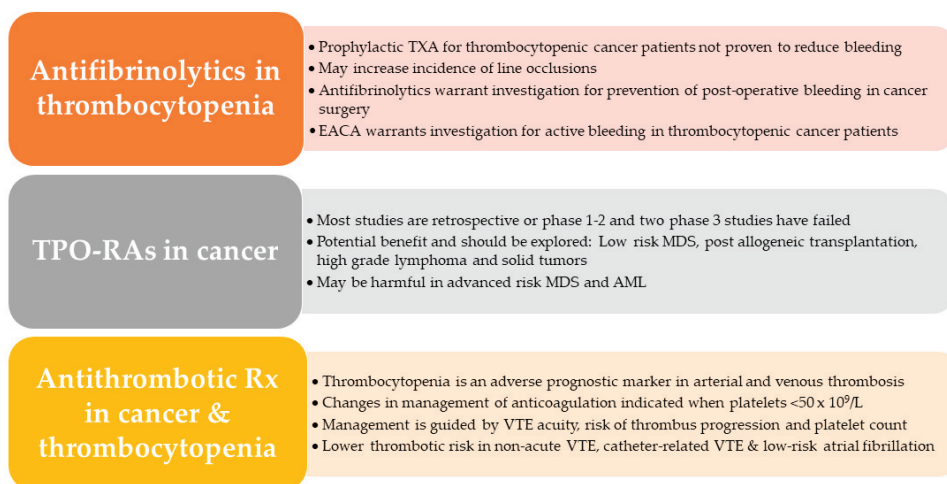 Antifibrinolytics in
thrombocytopenia
• Prophylactic TXA for thrombocytopenic cancer patients not proven to reduce bleeding
• May increase incidence of line occlusions
• Antifibrinolytics warrant investigation for prevention of post-operative bleeding in cancer
surgery
• EACA warrants investigation for active bleeding in thrombocytopenic cancer patients
TPO-RAs in cancer
• Most studies are retrospective or phase 1-2 and two phase 3 studies have failed
• Potential benefit and should be explored: Low risk MDS, post allogeneic transplantation,
high grade lymphoma and solid tumors
• May be harmful in advanced risk MDS and AML
Antithrombotic Rx
in cancer &
thrombocytopenia
• Thrombocytopenia is an adverse prognostic marker in arterial and venous thrombosis
• Changes in management of anticoagulation indicated when platelets <50 x 10⁹/L
• Management is guided by VTE acuity, risk of thrombus progression and platelet count
• Lower thrombotic risk in non-acute VTE, catheter-related VTE & low-risk atrial fibrillation